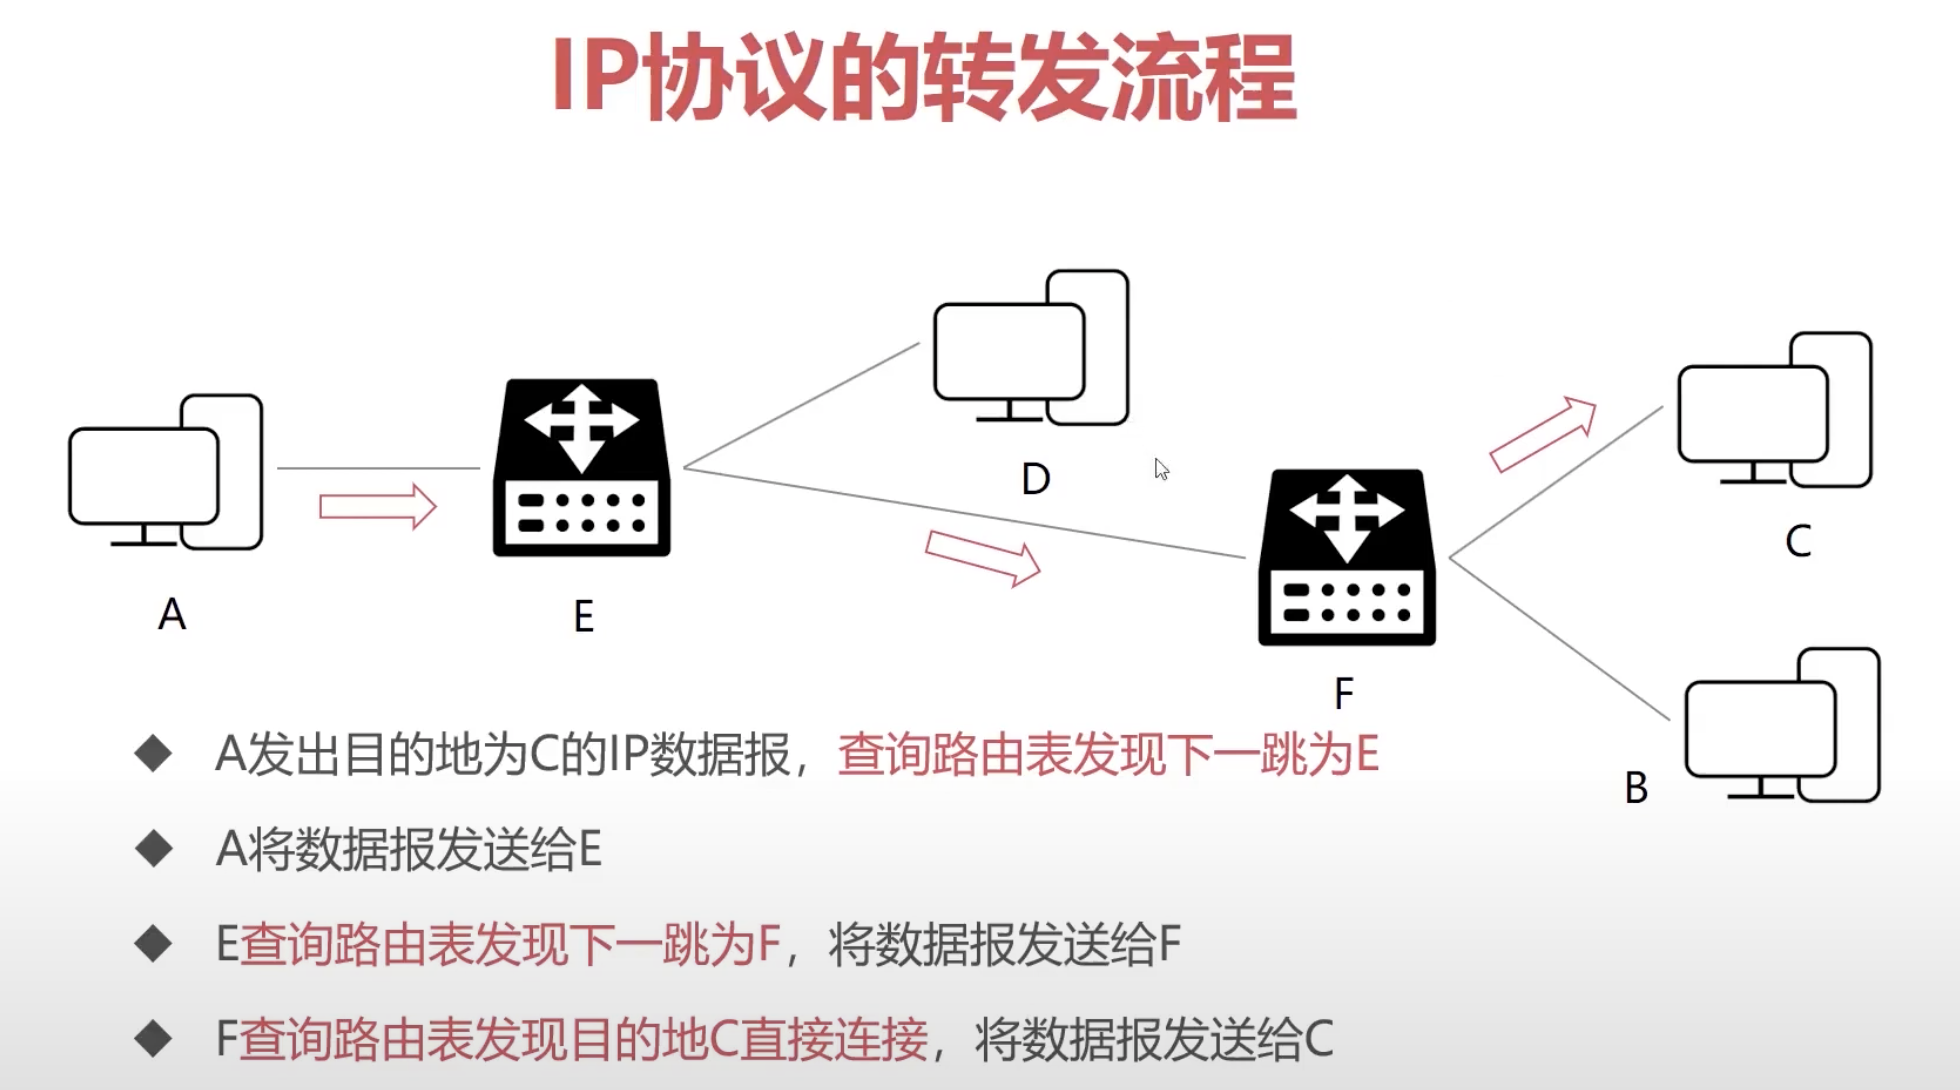 IP协议的转发流程
D
C
A
E
F
B
A发出目的地为C的IP数据报，查询路由表发现下一跳为E
A将数据报发送给E
E查询路由表发现下一跳为F，将数据报发送给F
F查询路由表发现目的地C直接连接，将数据报发送给C